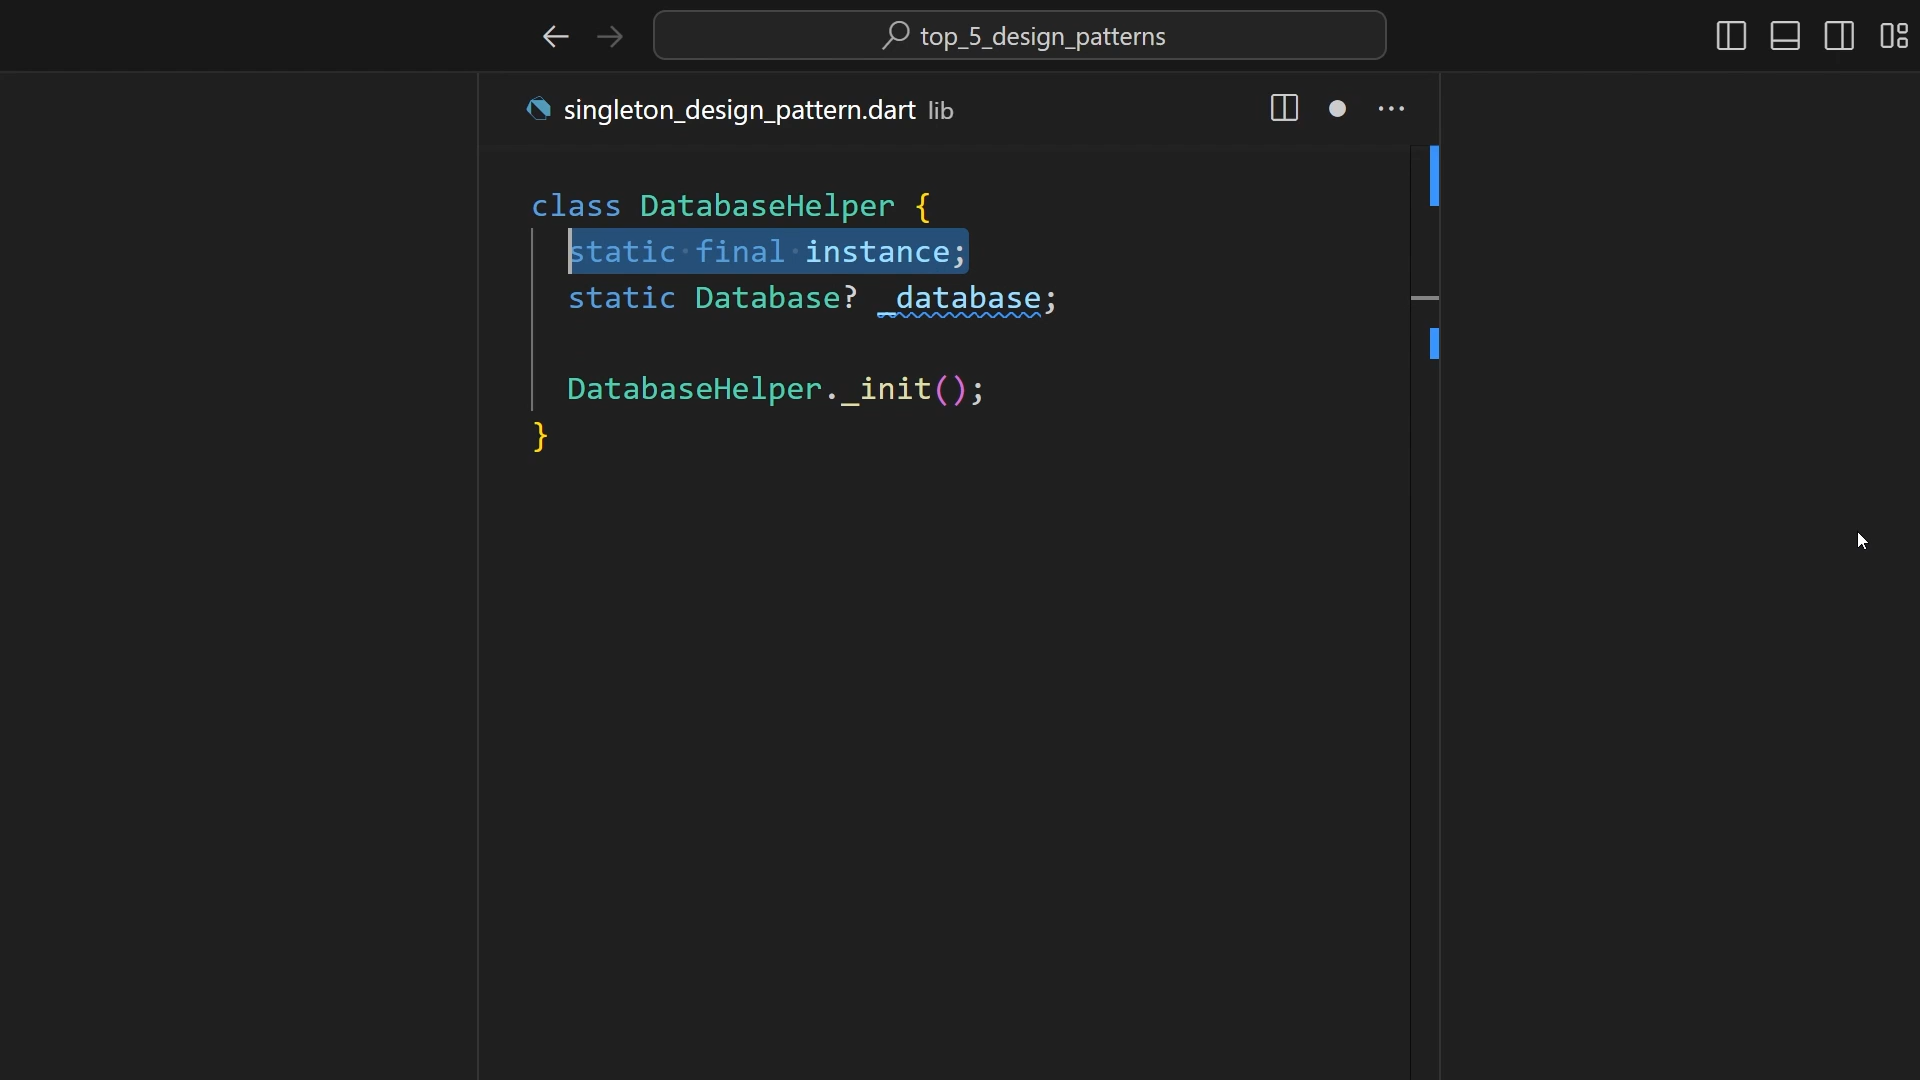 top_5_design_patterns
singleton_design_pattern.dart lib
class DatabaseHelper {
static final instance;
static Database? _database;
DatabaseHelper._init();
}